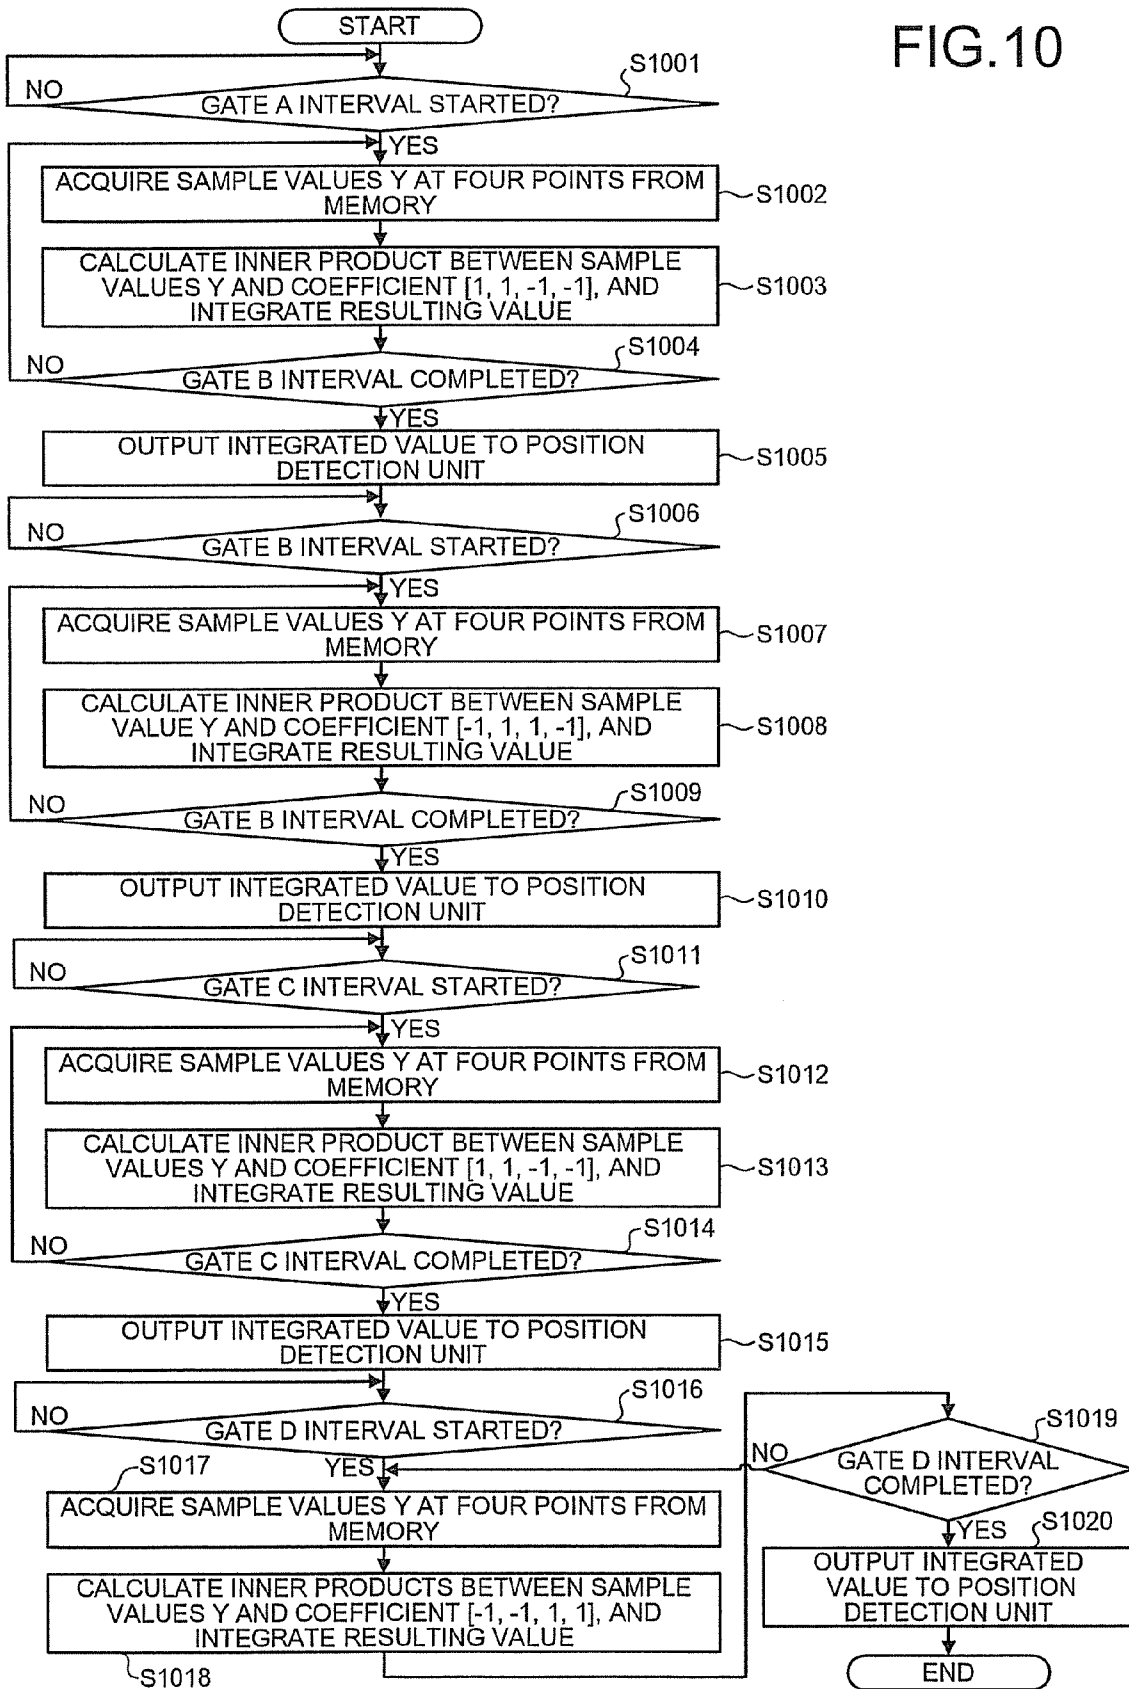 FIG.10
START
S1001
NO
GATE A INTERVAL STARTED?
YES
ACQUIRE SAMPLE VALUES Y AT FOUR POINTS FROM
MEMORY
S1002
CALCULATE INNER PRODUCT BETWEEN SAMPLE
VALUES Y AND COEFFICIENT [1, 1, -1, -1], AND
INTEGRATE RESULTING VALUE
S1003
S1004
NO
GATE B INTERVAL COMPLETED?
YES
OUTPUT INTEGRATED VALUE TO POSITION
DETECTION UNIT
S1005
S1006
NO
GATE B INTERVAL STARTED?
YES
ACQUIRE SAMPLE VALUES Y AT FOUR POINTS FROM
MEMORY
S1007
CALCULATE INNER PRODUCT BETWEEN SAMPLE
VALUE Y AND COEFFICIENT [-1, 1, 1, -1], AND
INTEGRATE RESULTING VALUE
S1008
S1009
NO
GATE B INTERVAL COMPLETED?
YES
OUTPUT INTEGRATED VALUE TO POSITION
DETECTION UNIT
S1010
S1011
NO
GATE C INTERVAL STARTED?
YES
ACQUIRE SAMPLE VALUES Y AT FOUR POINTS FROM
MEMORY
S1012
CALCULATE INNER PRODUCT BETWEEN SAMPLE
VALUES Y AND COEFFICIENT [1, 1, -1, -1], AND
INTEGRATE RESULTING VALUE
S1013
S1014
NO
GATE C INTERVAL COMPLETED?
YES
OUTPUT INTEGRATED VALUE TO POSITION
DETECTION UNIT
S1015
S1016
NO
GATE D INTERVAL STARTED?
YES
S1017
ACQUIRE SAMPLE VALUES Y AT FOUR POINTS FROM
MEMORY
CALCULATE INNER PRODUCTS BETWEEN SAMPLE
VALUES Y AND COEFFICIENT [-1, -1, 1, 1], AND
INTEGRATE RESULTING VALUE
S1018
S1019
NO
GATE D INTERVAL
COMPLETED?
YES
S1020
OUTPUT INTEGRATED
VALUE TO POSITION
DETECTION UNIT
END